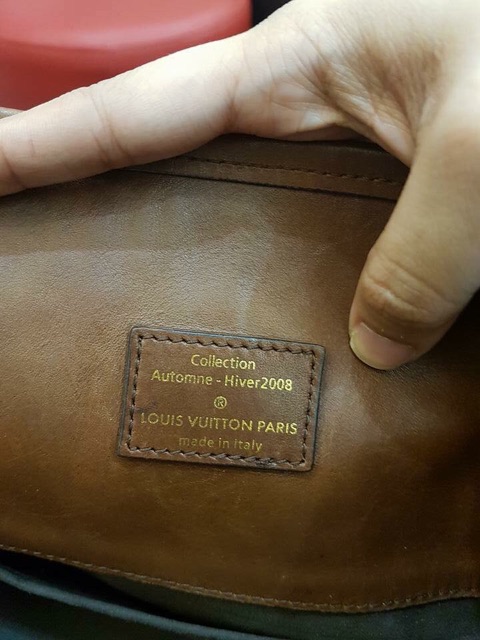 Collection
Automne - Hiver2008
®
LOUIS VUITTON PARIS
made in Italy